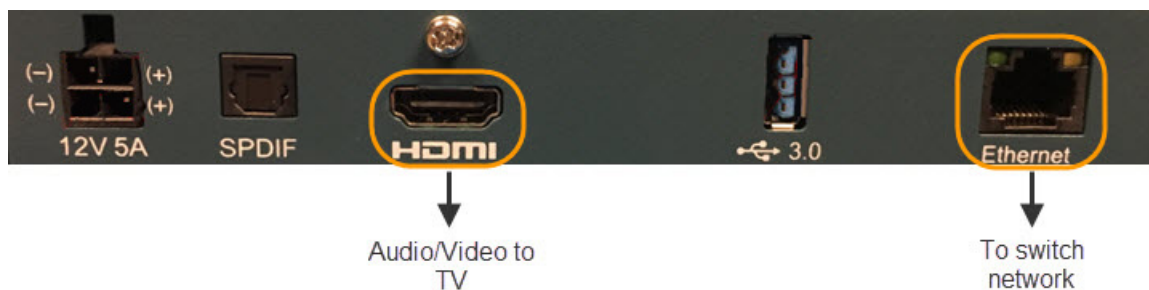 (–) (+)
(–) (+)
12V 5A
SPDIF
HDMI
3.0
Ethernet
Audio/Video to
TV
To switch
network